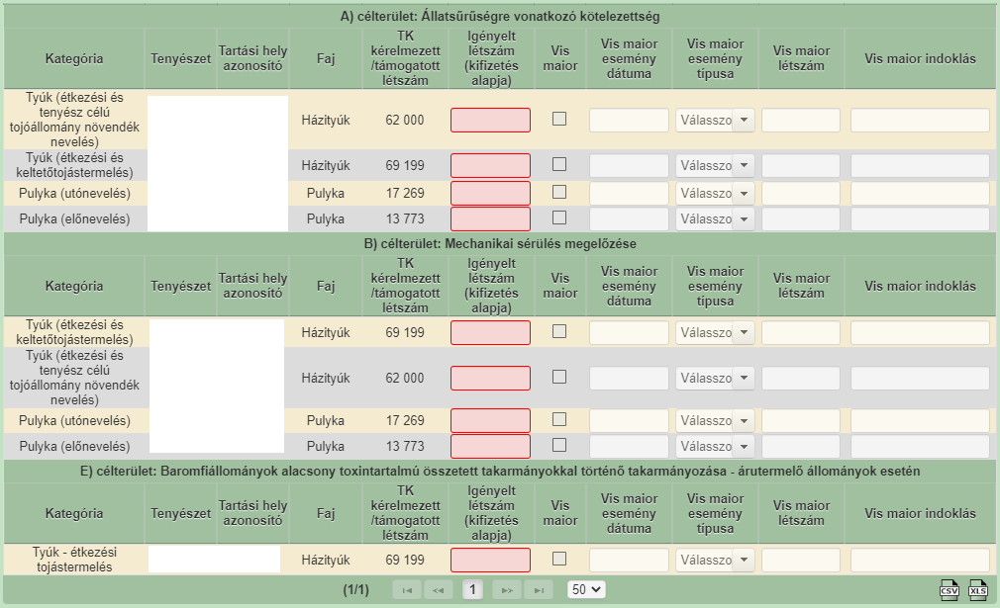 A) célterület: Állatsűrűségre vonatkozó kötelezettség
Kategória Tenyészet Tartási hely azonosító Faj TK kérelmezett /támogatott létszám Igényelt létszám (kifizetés alapja) Vis maior Vis maior esemény dátuma Vis maior esemény típusa Vis maior létszám Vis maior indoklás
Tyúk (étkezési és tenyész célú tojóállomány növendék nevelés) Házityúk 62 000 Válasszo
Tyúk (étkezési és keltetőtojástermelés) Házityúk 69 199 Válasszo
Pulyka (utónevelés) Pulyka 17 269 Válasszo
Pulyka (előnevelés) Pulyka 13 773 Válasszo
B) célterület: Mechanikai sérülés megelőzése
Kategória Tenyészet Tartási hely azonosító Faj TK kérelmezett /támogatott létszám Igényelt létszám (kifizetés alapja) Vis maior Vis maior esemény dátuma Vis maior esemény típusa Vis maior létszám Vis maior indoklás
Tyúk (étkezési és keltetőtojástermelés) Házityúk 69 199 Válasszo
Tyúk (étkezési és tenyész célú tojóállomány növendék nevelés) Házityúk 62 000 Válasszo
Pulyka (utónevelés) Pulyka 17 269 Válasszo
Pulyka (előnevelés) Pulyka 13 773 Válasszo
E) célterület: Baromfiállományok alacsony toxintartalmú összetett takarmányokkal történő takarmányozása - árutermelő állományok esetén
Kategória Tenyészet Tartási hely azonosító Faj TK kérelmezett /támogatott létszám Igényelt létszám (kifizetés alapja) Vis maior Vis maior esemény dátuma Vis maior esemény típusa Vis maior létszám Vis maior indoklás
Tyúk - étkezési tojástermelés Házityúk 69 199 Válasszo
(1/1) 1 50 CSV XLS